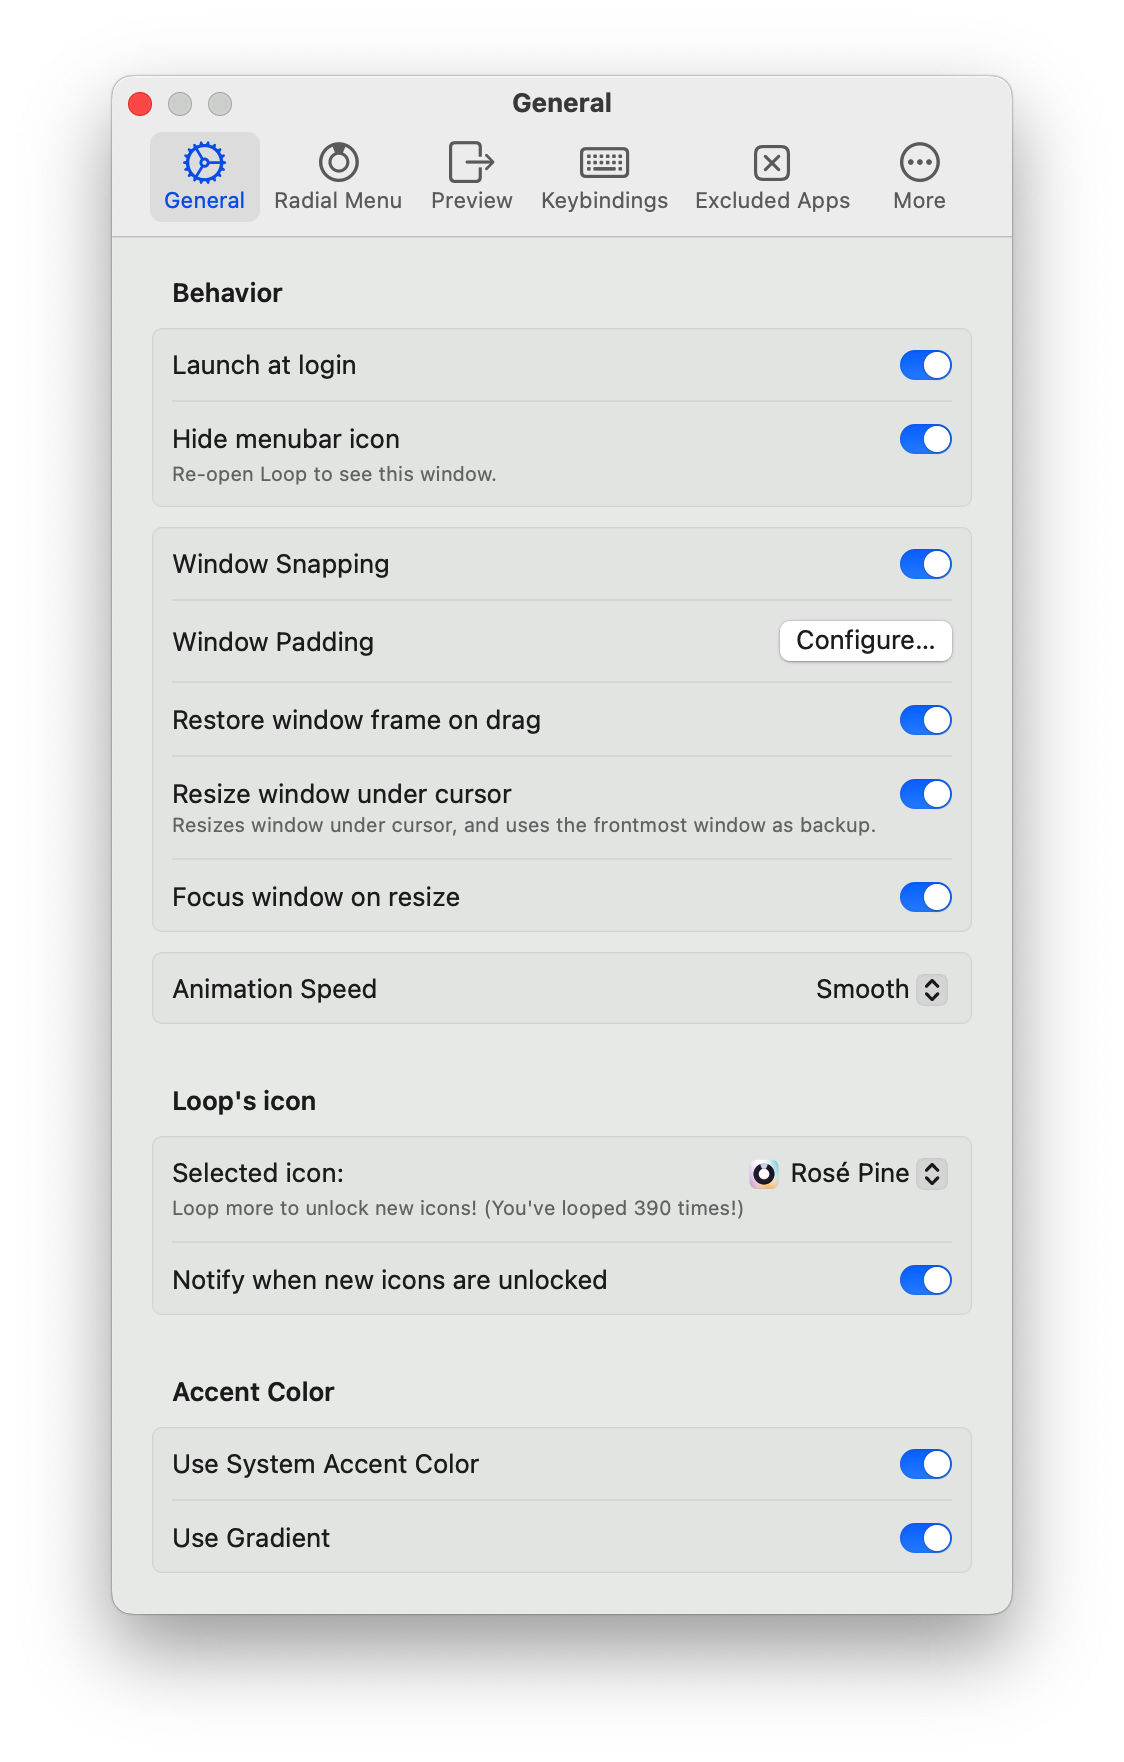 General
General
Radial Menu
Preview
Keybindings
Excluded Apps
More
Behavior
Launch at login
Hide menubar icon
Re-open Loop to see this window.
Window Snapping
Window Padding
Configure...
Restore window frame on drag
Resize window under cursor
Resizes window under cursor, and uses the frontmost window as backup.
Focus window on resize
Animation Speed
Smooth
Loop's icon
Selected icon:
Rosé Pine
Loop more to unlock new icons! (You've looped 390 times!)
Notify when new icons are unlocked
Accent Color
Use System Accent Color
Use Gradient